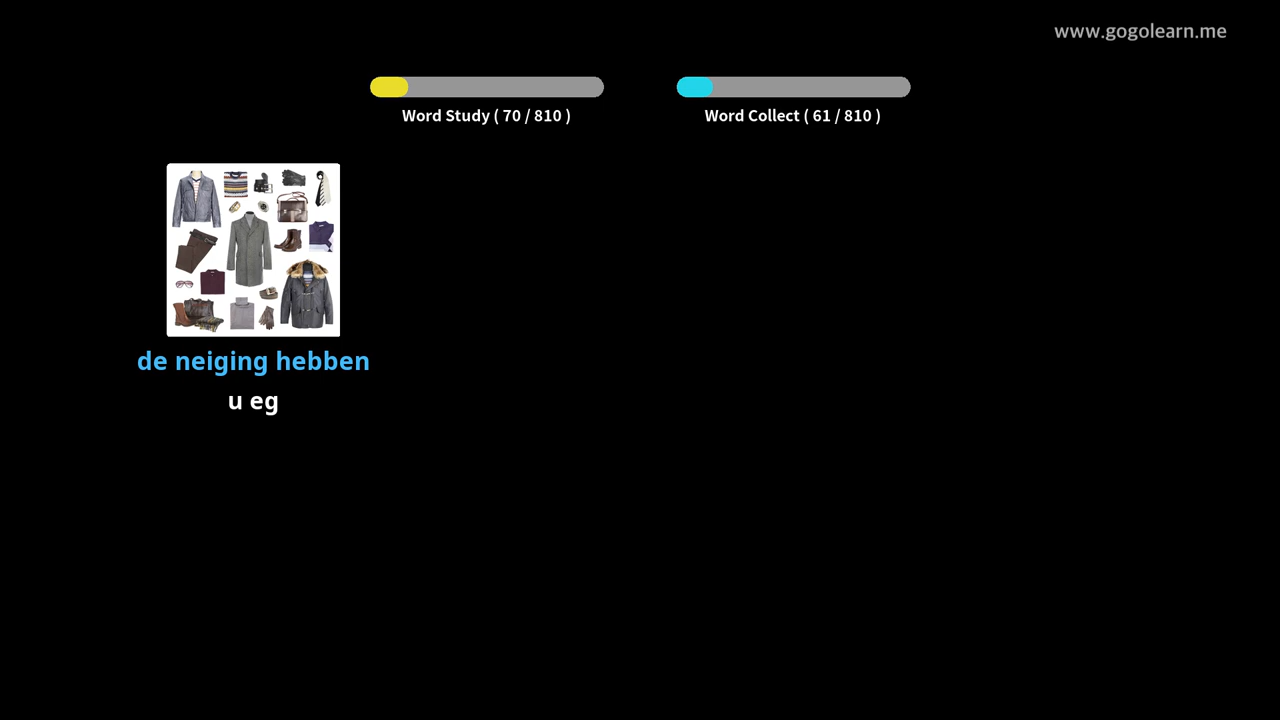 www.gogolearn.me
Word Study ( 70 / 810 )
Word Collect ( 61 / 810 )
de neiging hebben
u eg